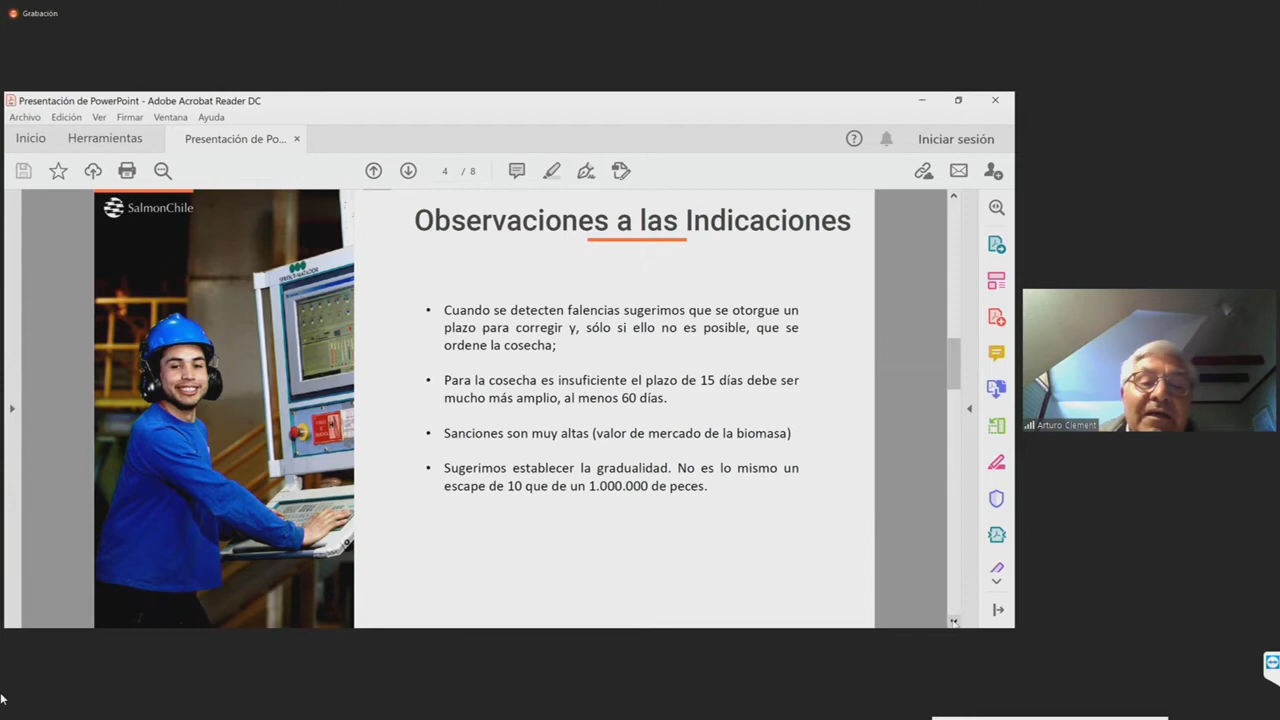 Grabación
Presentación de PowerPoint - Adobe Acrobat Reader DC
Archivo Edición Ver Firmar Ventana Ayuda
Inicio Herramientas Presentación de Po... Iniciar sesión
4 / 8
SalmonChile
SPROUT-MATADOR
Observaciones a las Indicaciones
• Cuando se detecten falencias sugerimos que se otorgue un
plazo para corregir y, sólo si ello no es posible, que se
ordene la cosecha;
• Para la cosecha es insuficiente el plazo de 15 días debe ser
mucho más amplio, al menos 60 días.
• Sanciones son muy altas (valor de mercado de la biomasa)
• Sugerimos establecer la gradualidad. No es lo mismo un
escape de 10 que de un 1.000.000 de peces.
Arturo Clement